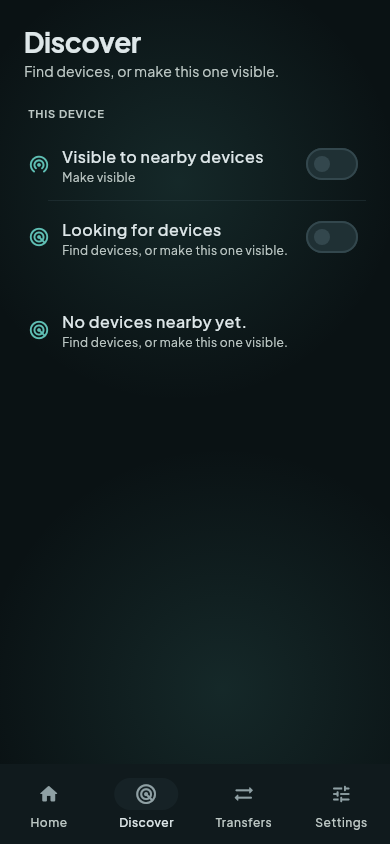 Discover
Find devices, or make this one visible.
THIS DEVICE
Visible to nearby devices
Make visible
Looking for devices
Find devices, or make this one visible.
No devices nearby yet.
Find devices, or make this one visible.
Home
Discover
Transfers
Settings